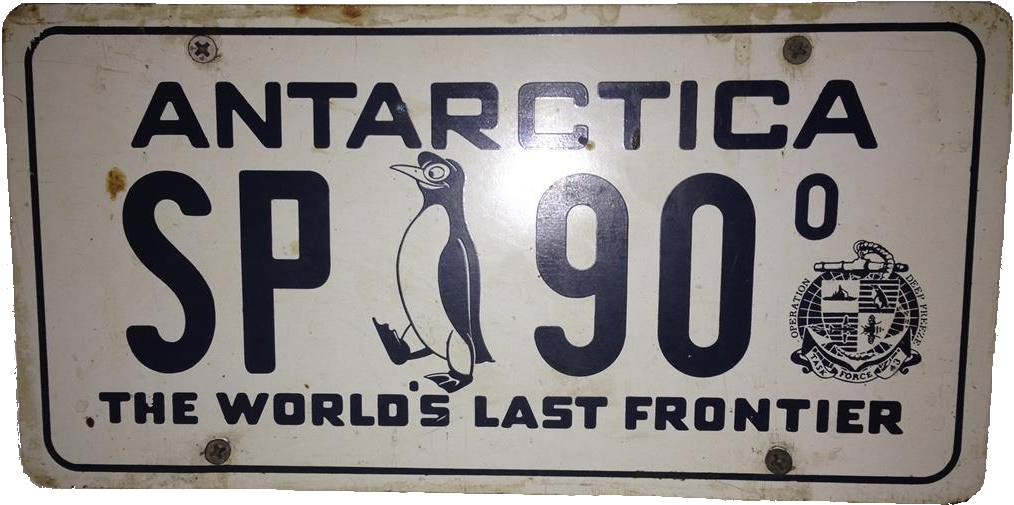 ANTARCTICA
SP 90°
OPERATION DEEP FREEZE
TASK FORCE 43
THE WORLD'S LAST FRONTIER